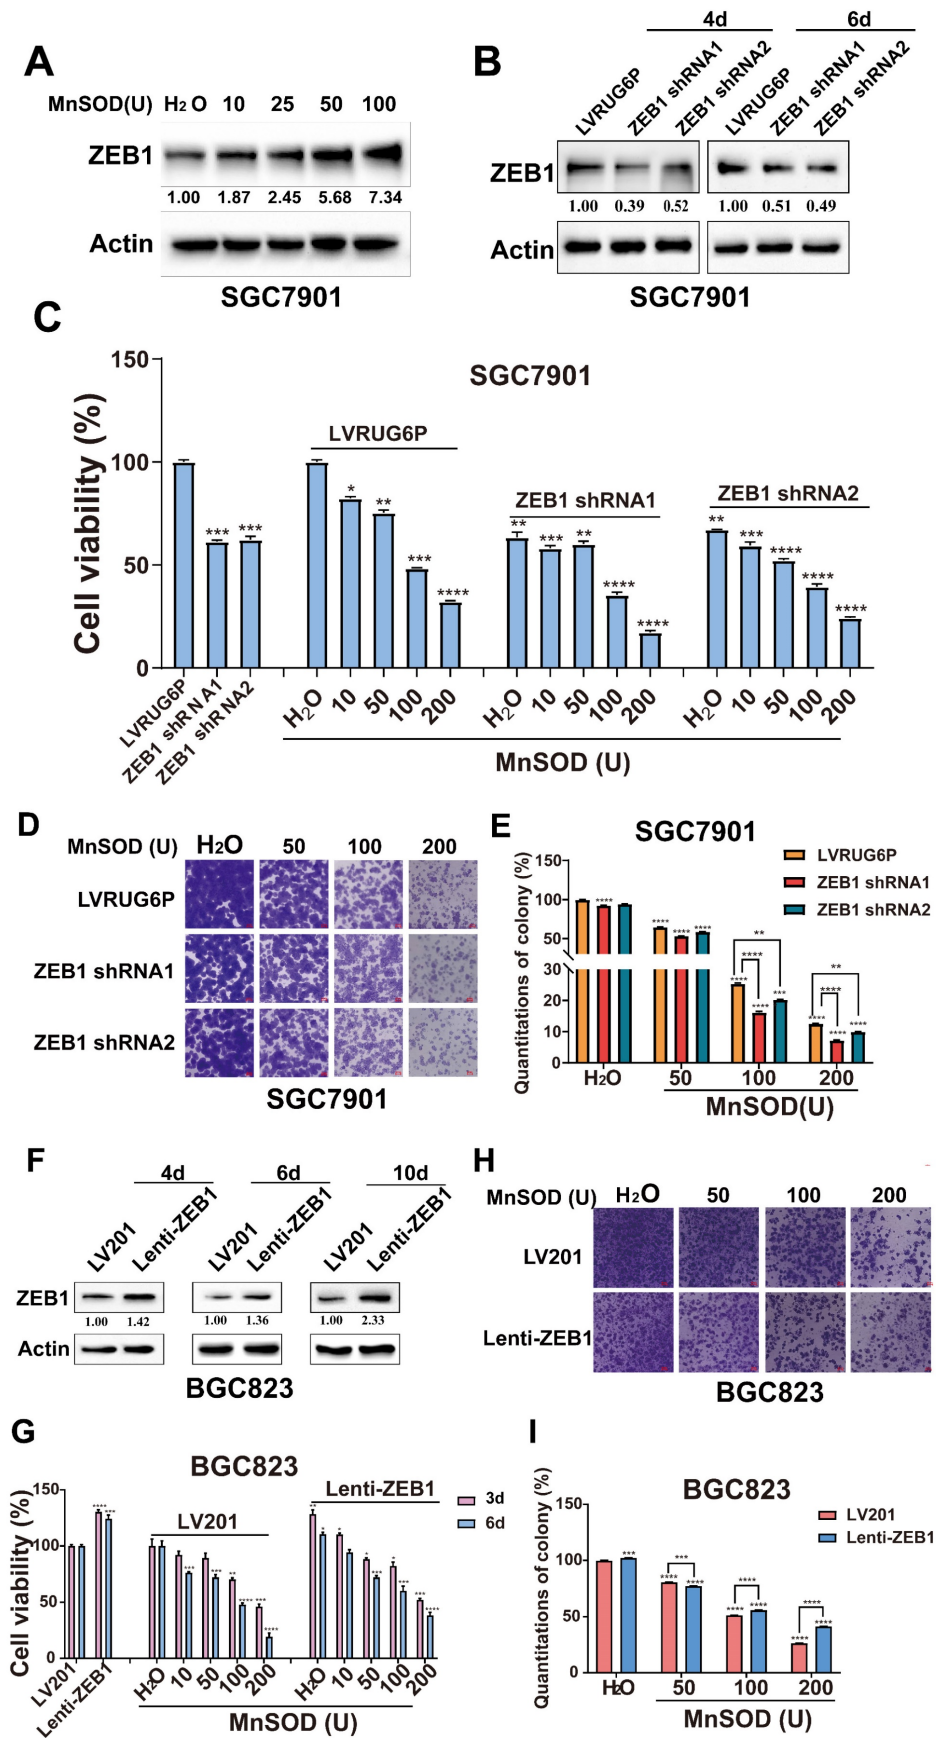 A
MnSOD(U) H2O 10 25 50 100
ZEB1
1.00 1.87 2.45 5.68 7.34
Actin
SGC7901
B
4d 6d
LVRUG6P ZEB1 shRNA1 ZEB1 shRNA2 LVRUG6P ZEB1 shRNA1 ZEB1 shRNA2
ZEB1
1.00 0.39 0.52 1.00 0.51 0.49
Actin
SGC7901
C
SGC7901
Cell viability (%)
150
100
50
0
LVRUG6P
ZEB1 shRNA1
ZEB1 shRNA2
*** ***
* ** *** ****
** *** ** **** ****
** *** **** **** ****
LVRUG6P H2O 10 50 100 200
ZEB1 shRNA1 H2O 10 50 100 200
ZEB1 shRNA2 H2O 10 50 100 200
MnSOD (U)
D
MnSOD (U) H2O 50 100 200
LVRUG6P
ZEB1 shRNA1
ZEB1 shRNA2
SGC7901
E
SGC7901
Quantitations of colony (%)
150
100
50
30
20
10
0
LVRUG6P
ZEB1 shRNA1
ZEB1 shRNA2
****
**** **** ****
** **** **** **** ***
** **** **** **** ****
H2O 50 100 200
MnSOD(U)
F
4d 6d 10d
LV201 Lenti-ZEB1 LV201 Lenti-ZEB1 LV201 Lenti-ZEB1
ZEB1
1.00 1.42 1.00 1.36 1.00 2.33
Actin
BGC823
H
MnSOD (U) H2O 50 100 200
LV201
Lenti-ZEB1
BGC823
G
BGC823
Cell viability (%)
150
100
50
0
LV201 Lenti-ZEB1
3d
6d
**** ***
*** *** ** **** *** ****
** * * * *** * *** *** ****
LV201 Lenti-ZEB1
H2O 10 50 100 200 H2O 10 50 100 200
MnSOD (U)
I
BGC823
Quantitations of colony (%)
150
100
50
0
LV201
Lenti-ZEB1
***
*** **** ****
**** **** ****
**** **** ****
H2O 50 100 200
MnSOD (U)